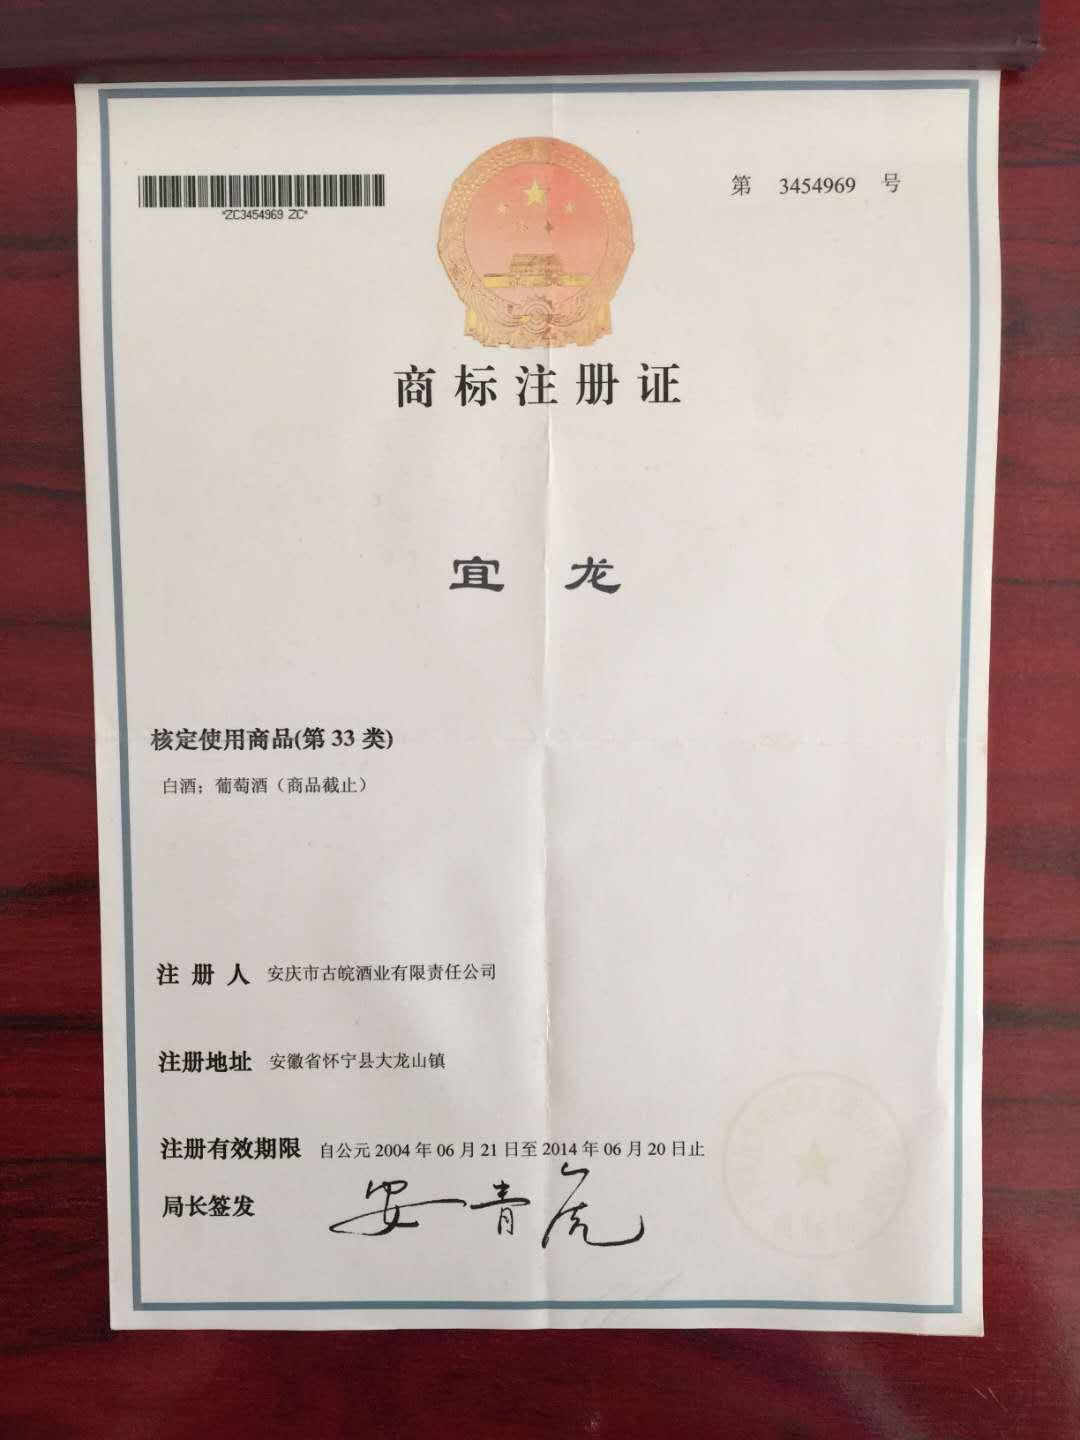 *ZC3454969 ZC*
第 3454969 号
商标注册证
宜龙
核定使用商品(第 33 类)
白酒；葡萄酒（商品截止）
注 册 人 安庆市古皖酒业有限责任公司
注册地址 安徽省怀宁县大龙山镇
注册有效期限 自公元 2004 年 06 月 21 日至 2014 年 06 月 20 日止
局长签发 安青虎